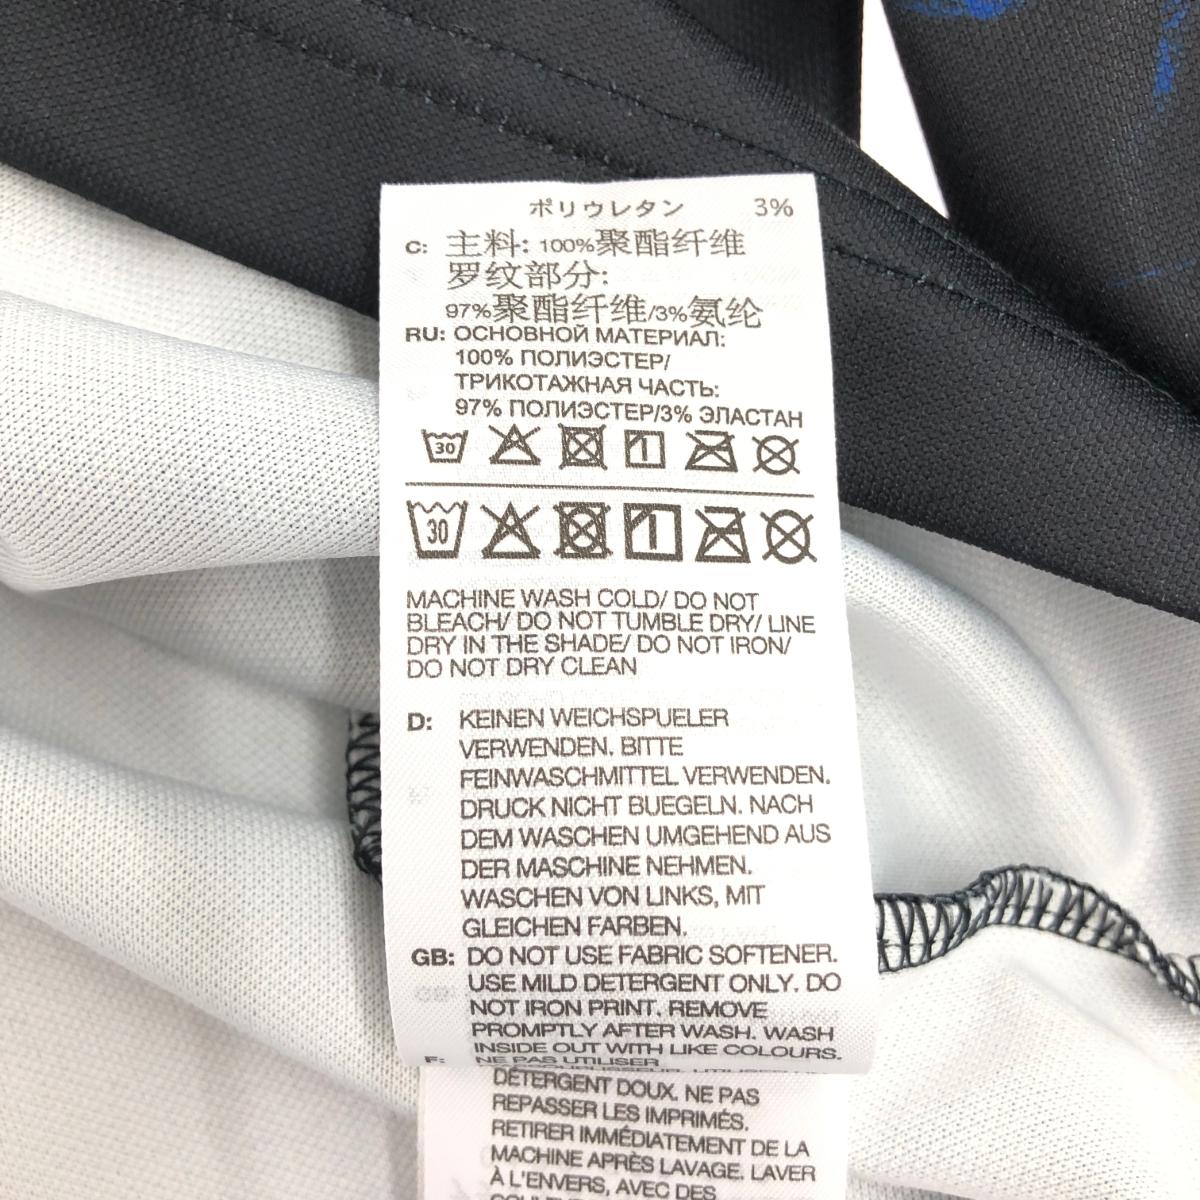 ポリウレタン 3%
C: 主料: 100%聚酯纤维
罗纹部分:
97%聚酯纤维/3%氨纶
RU: ОСНОВНОЙ МАТЕРИАЛ:
100% ПОЛИЭСТЕР/
ТРИКОТАЖНАЯ ЧАСТЬ:
97% ПОЛИЭСТЕР/3% ЭЛАСТАН
30
30
MACHINE WASH COLD/ DO NOT
BLEACH/ DO NOT TUMBLE DRY/ LINE
DRY IN THE SHADE/ DO NOT IRON/
DO NOT DRY CLEAN
D: KEINEN WEICHSPUELER
VERWENDEN. BITTE
FEINWASCHMITTEL VERWENDEN.
DRUCK NICHT BUEGELN. NACH
DEM WASCHEN UMGEHEND AUS
DER MASCHINE NEHMEN.
WASCHEN VON LINKS, MIT
GLEICHEN FARBEN.
GB: DO NOT USE FABRIC SOFTENER.
USE MILD DETERGENT ONLY. DO
NOT IRON PRINT. REMOVE
PROMPTLY AFTER WASH. WASH
INSIDE OUT WITH LIKE COLOURS.
F: NE PAS UTILISER
DÉTERGENT DOUX. NE PAS
REPASSER LES IMPRIMÉS.
RETIRER IMMÉDIATEMENT DE LA
MACHINE APRÈS LAVAGE. LAVER
À L'ENVERS, AVEC DES